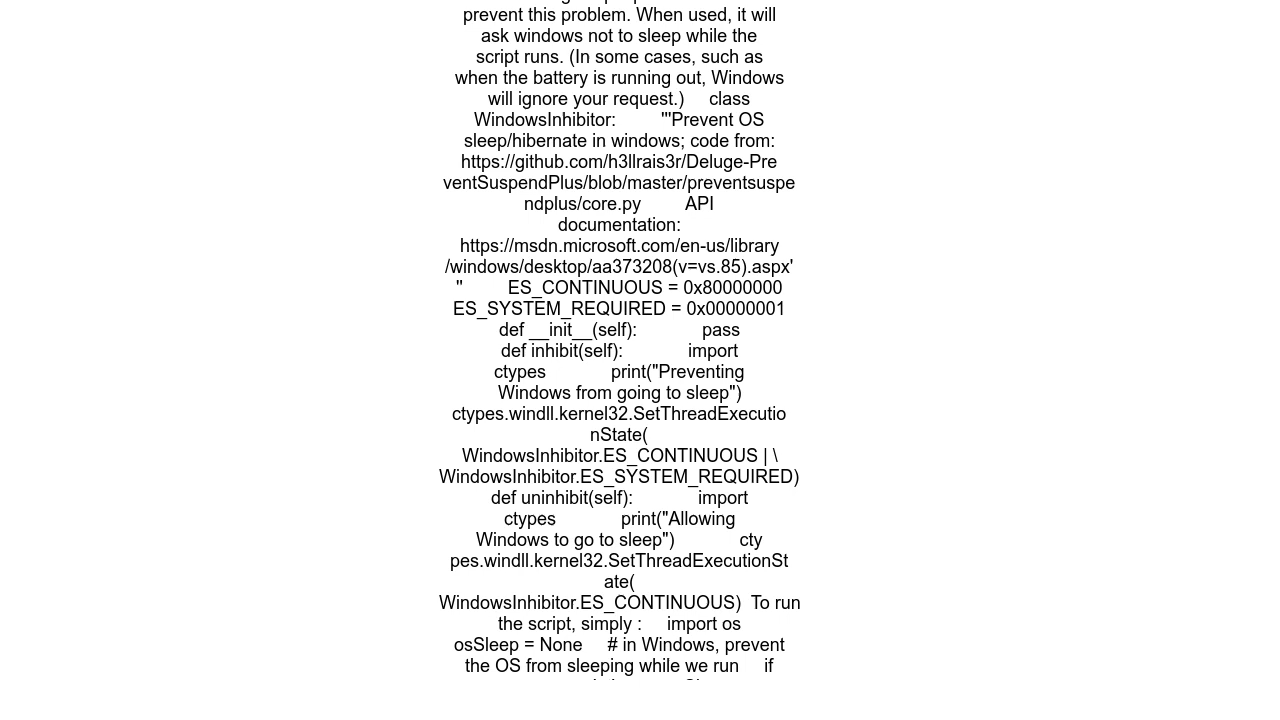 prevent this problem. When used, it will
ask windows not to sleep while the
script runs. (In some cases, such as
when the battery is running out, Windows
will ignore your request.)     class
WindowsInhibitor:         '''Prevent OS
sleep/hibernate in windows; code from:
https://github.com/h3llrais3r/Deluge-Pre
ventSuspendPlus/blob/master/preventsuspe
ndplus/core.py         API
documentation:
https://msdn.microsoft.com/en-us/library
/windows/desktop/aa373208(v=vs.85).aspx'
''         ES_CONTINUOUS = 0x80000000
ES_SYSTEM_REQUIRED = 0x00000001
def __init__(self):             pass
def inhibit(self):             import
ctypes             print("Preventing
Windows from going to sleep")
ctypes.windll.kernel32.SetThreadExecutio
nState(
WindowsInhibitor.ES_CONTINUOUS | \
WindowsInhibitor.ES_SYSTEM_REQUIRED)
def uninhibit(self):             import
ctypes             print("Allowing
Windows to go to sleep")             cty
pes.windll.kernel32.SetThreadExecutionSt
ate(
WindowsInhibitor.ES_CONTINUOUS)  To run
the script, simply :     import os
osSleep = None     # in Windows, prevent
the OS from sleeping while we run     if